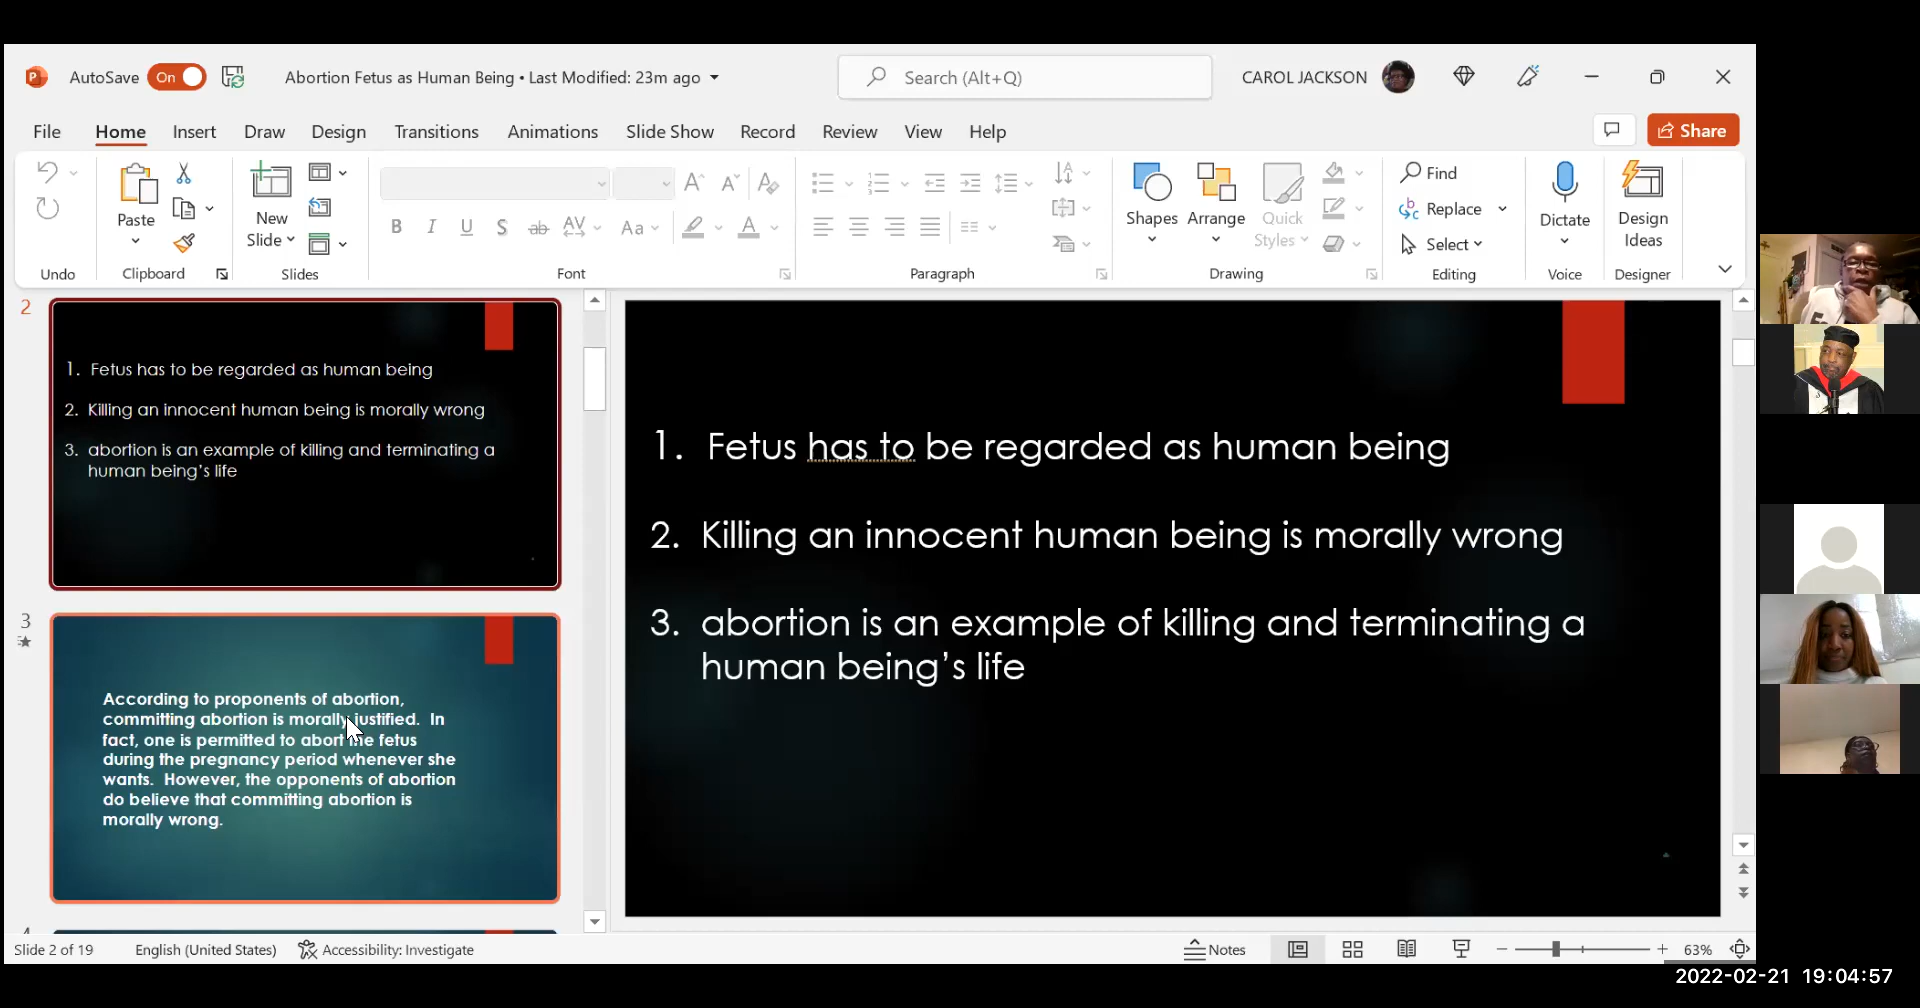 AutoSave On Abortion Fetus as Human Being • Last Modified: 23m ago Search (Alt+Q) CAROL JACKSON
File Home Insert Draw Design Transitions Animations Slide Show Record Review View Help Share
Paste
New
Slide
B I U S ab AV Aa A
Shapes Arrange Quick
Styles
Find
Replace
Select
Dictate
Design
Ideas
Undo Clipboard Slides Font Paragraph Drawing Editing Voice Designer
2
1. Fetus has to be regarded as human being
2. Killing an innocent human being is morally wrong
3. abortion is an example of killing and terminating a
human being's life
3
According to proponents of abortion,
committing abortion is morally justified. In
fact, one is permitted to abort the fetus
during the pregnancy period whenever she
wants. However, the opponents of abortion
do believe that committing abortion is
morally wrong.
1. Fetus has to be regarded as human being
2. Killing an innocent human being is morally wrong
3. abortion is an example of killing and terminating a
human being's life
Slide 2 of 19 English (United States) Accessibility: Investigate Notes 63%
2022-02-21 19:04:57